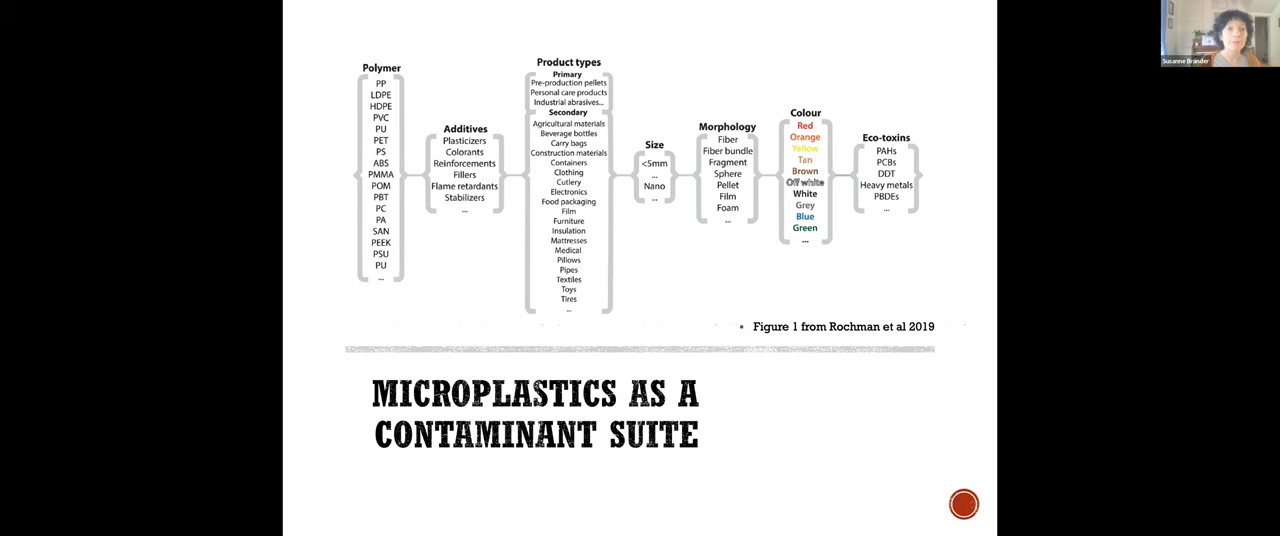 Polymer
PP
LDPE
HDPE
PVC
PU
PET
PS
ABS
PMMA
POM
PBT
PC
PA
SAN
PEEK
PSU
PU
...
Additives
Plasticizers
Colorants
Reinforcements
Fillers
Flame retardants
Stabilizers
...
Product types
Primary
Pre-production pellets
Personal care products
Industrial abrasives...
Secondary
Agricultural materials
Beverage bottles
Carry bags
Construction materials
Containers
Clothing
Cutlery
Electronics
Food packaging
Film
Furniture
Insulation
Mattresses
Medical
Pillows
Pipes
Textiles
Toys
Tires
...
Size
<5mm
...
Nano
...
Morphology
Fiber
Fiber bundle
Fragment
Sphere
Pellet
Film
Foam
...
Colour
Red
Orange
Yellow
Tan
Brown
Off white
White
Grey
Blue
Green
...
Eco-toxins
PAHs
PCBs
DDT
Heavy metals
PBDEs
...
Figure 1 from Rochman et al 2019
MICROPLASTICS AS A
CONTAMINANT SUITE
Susanne Brander